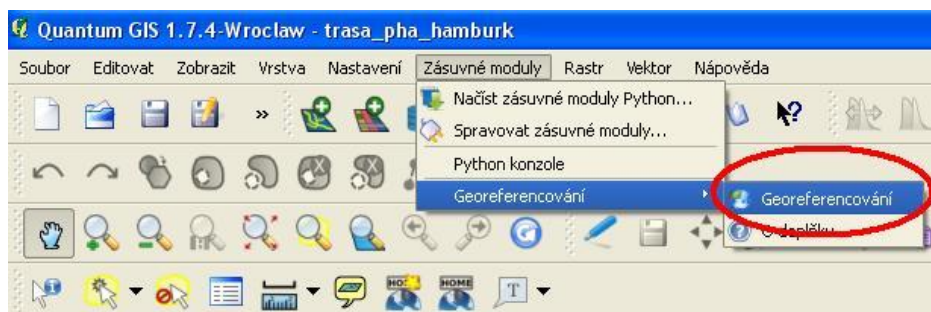 Quantum GIS 1.7.4-Wroclaw - trasa_pha_hamburk
Soubor Editovat Zobrazit Vrstva Nastavení Zásuvné moduly Rastr Vektor Nápověda
Načíst zásuvné moduly Python...
»
Spravovat zásuvné moduly...
Python konzole
Georeferencování
Georeferencování
O doplňku
HOME
T